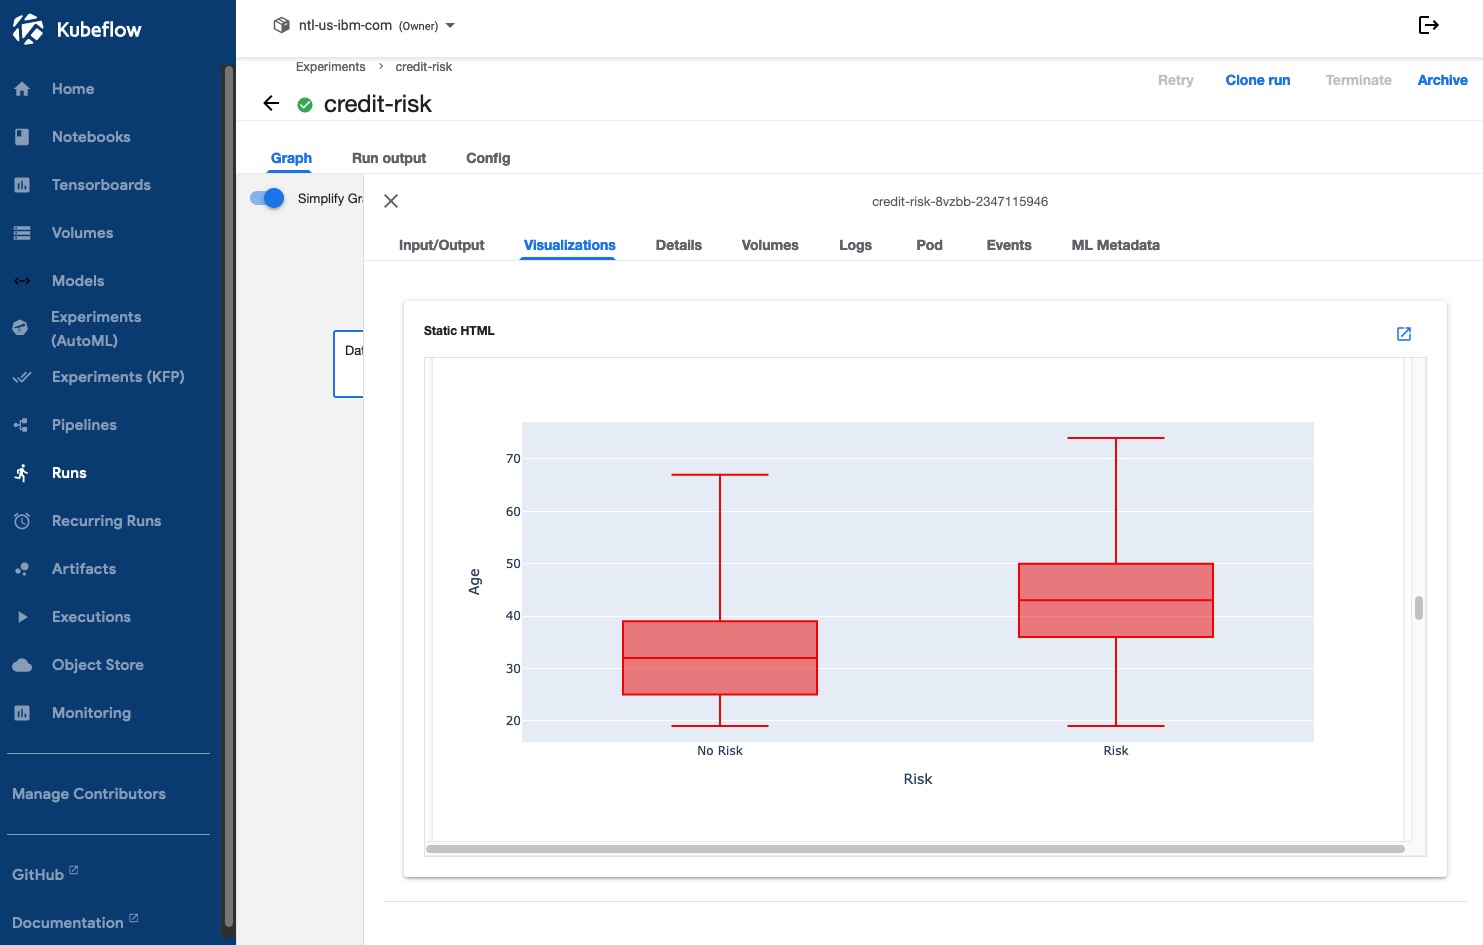 Kubeflow
Home
Notebooks
Tensorboards
Volumes
Models
Experiments
(AutoML)
Experiments (KFP)
Pipelines
Runs
Recurring Runs
Artifacts
Executions
Object Store
Monitoring
Manage Contributors
GitHub
Documentation
ntl-us-ibm-com (Owner)
Experiments > credit-risk
credit-risk
Retry Clone run Terminate Archive
Graph Run output Config
Simplify Gr
Dat
credit-risk-8vzbb-2347115946
Input/Output Visualizations Details Volumes Logs Pod Events ML Metadata
Static HTML
70
60
50
40
30
20
Age
No Risk Risk
Risk